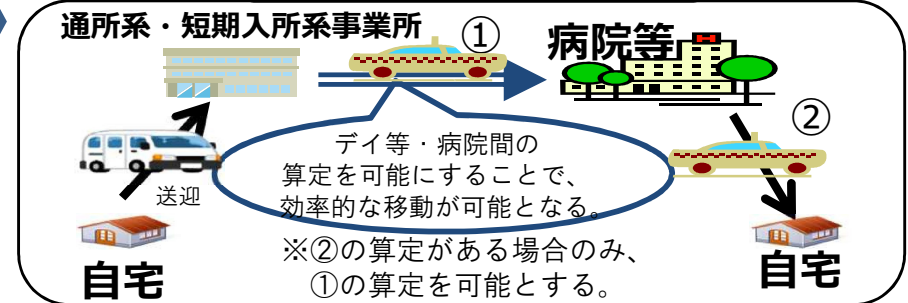 通所系・短期入所系事業所
①
病院等
②
デイ等・病院間の
算定を可能にすることで、
効率的な移動が可能となる。
送迎
※②の算定がある場合のみ、
①の算定を可能とする。
自宅
自宅